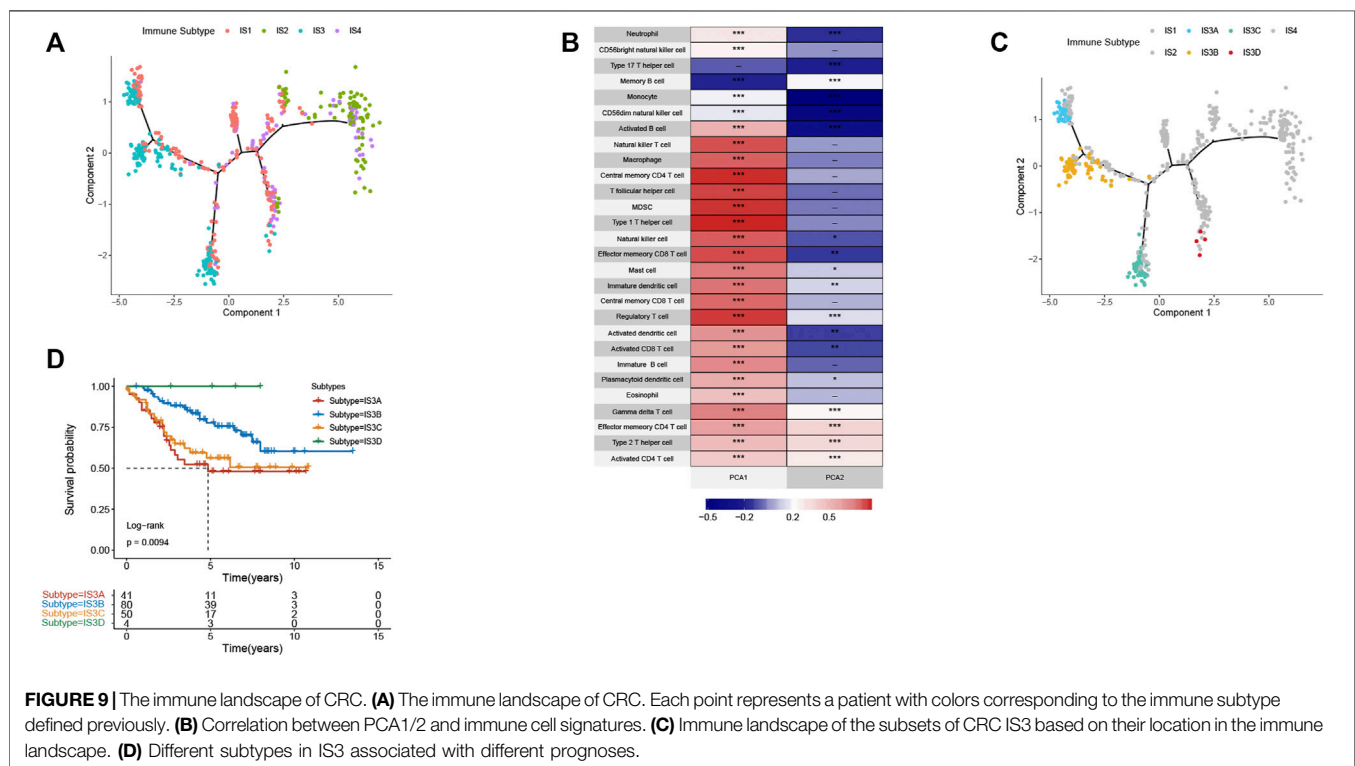 A
Immune Subtype IS1 IS2 IS3 IS4
Component 2
1
0
−1
−2
−5.0 −2.5 0.0 2.5 5.0
Component 1
B
Neutrophil *** ***
CD56bright natural killer cell *** –
Type 17 T helper cell – ***
Memory B cell *** ***
Monocyte *** ***
CD56dim natural killer cell *** ***
Activated B cell *** ***
Natural killer T cell *** –
Macrophage *** –
Central memory CD4 T cell *** –
T follicular helper cell *** –
MDSC *** –
Type 1 T helper cell *** –
Natural killer cell *** *
Effector memeory CD8 T cell *** **
Mast cell *** *
Immature dendritic cell *** **
Central memory CD8 T cell *** –
Regulatory T cell *** ***
Activated dendritic cell *** **
Activated CD8 T cell *** **
Immature B cell *** –
Plasmacytoid dendritic cell *** *
Eosinophil *** –
Gamma delta T cell *** ***
Effector memeory CD4 T cell *** ***
Type 2 T helper cell *** ***
Activated CD4 T cell *** ***
PCA1 PCA2
−0.5 −0.2 0.2 0.5
C
Immune Subtype
IS1 IS3A IS3C IS4
IS2 IS3B IS3D
Component 2
1
0
−1
−2
−5.0 −2.5 0.0 2.5 5.0
Component 1
D
Survival probability
1.00
0.75
0.50
0.25
0.00
Subtypes
Subtype=IS3A
Subtype=IS3B
Subtype=IS3C
Subtype=IS3D
Log−rank
p = 0.0094
0 5 10 15
Time(years)
Subtype=IS3A 41 11 3 0
Subtype=IS3B 80 39 3 0
Subtype=IS3C 50 17 2 0
Subtype=IS3D 4 3 0 0
0 5 10 15
Time(years)
FIGURE 9 | The immune landscape of CRC. (A) The immune landscape of CRC. Each point represents a patient with colors corresponding to the immune subtype
defined previously. (B) Correlation between PCA1/2 and immune cell signatures. (C) Immune landscape of the subsets of CRC IS3 based on their location in the immune
landscape. (D) Different subtypes in IS3 associated with different prognoses.